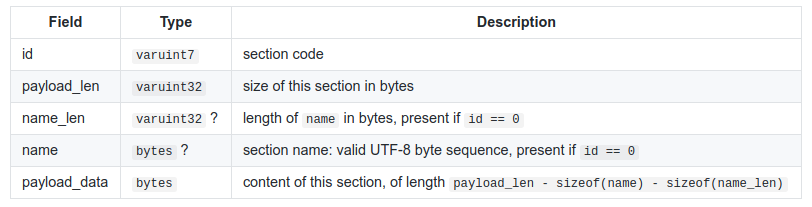 Field Type Description
id varuint7 section code
payload_len varuint32 size of this section in bytes
name_len varuint32 ? length of name in bytes, present if id == 0
name bytes ? section name: valid UTF-8 byte sequence, present if id == 0
payload_data bytes content of this section, of length payload_len - sizeof(name) - sizeof(name_len)